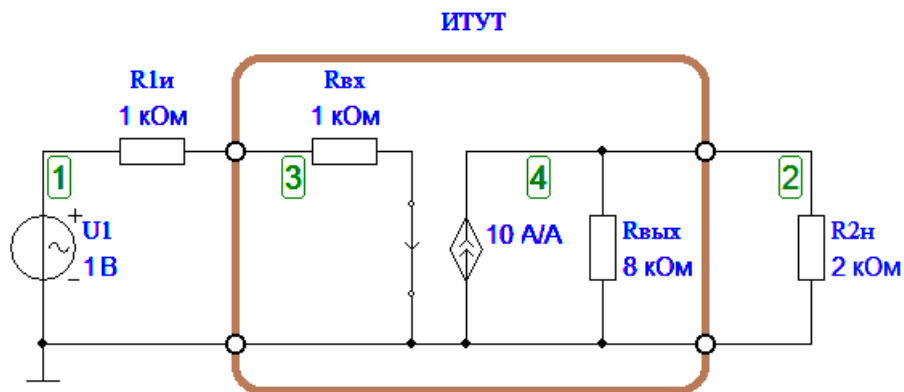 ИТУТ
R1и
1 кОм
Rвх
1 кОм
1
3
4
2
+
U1
1В
−
10 А/А
Rвых
8 кОм
R2н
2 кОм